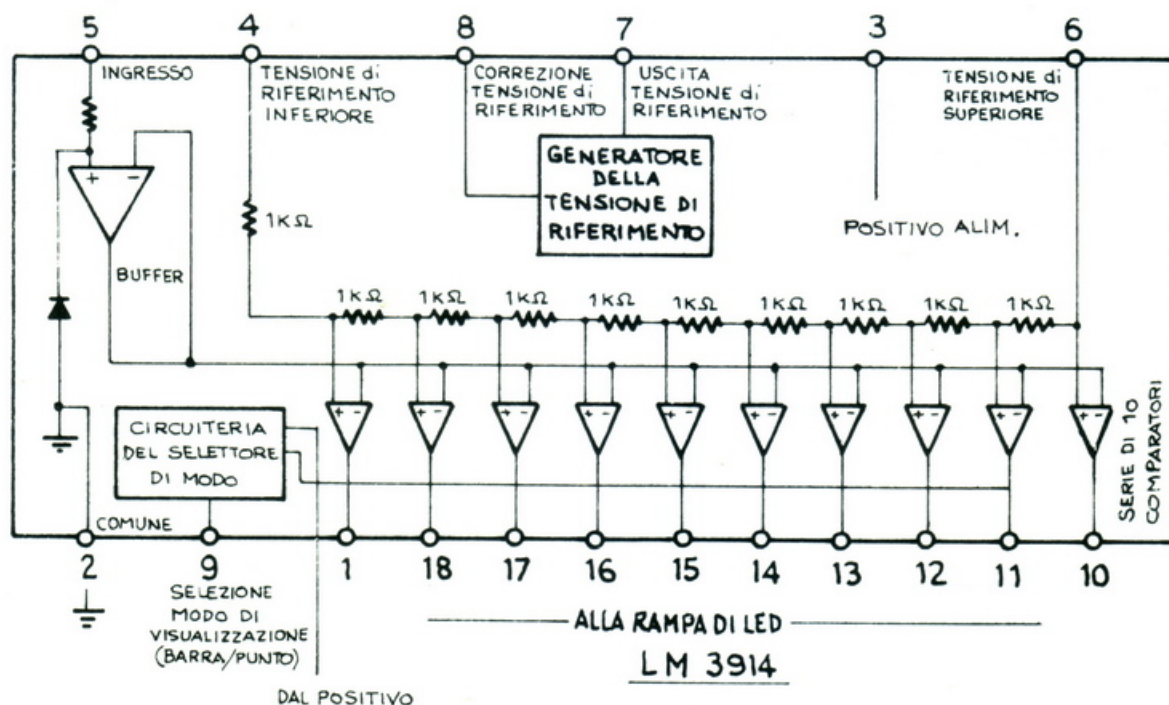 5 4 8 7 3 6
INGRESSO
TENSIONE di
RIFERIMENTO
INFERIORE
CORREZIONE
TENSIONE di
RIFERIMENTO
USCITA
TENSIONE di
RIFERIMENTO
TENSIONE di
RIFERIMENTO
SUPERIORE
GENERATORE
DELLA
TENSIONE DI
RIFERIMENTO
+ -
1KΩ
POSITIVO ALIM.
BUFFER
1KΩ 1KΩ 1KΩ 1KΩ 1KΩ 1KΩ 1KΩ 1KΩ 1KΩ
+ - + - + - + - + - + - + - + - + - + -
CIRCUITERIA
DEL SELETTORE
DI MODO
SERIE DI 10
COMPARATORI
COMUNE
2 9 1 18 17 16 15 14 13 12 11 10
SELEZIONE
MODO DI
VISUALIZZAZIONE
(BARRA/PUNTO)
ALLA RAMPA DI LED
LM 3914
DAL POSITIVO